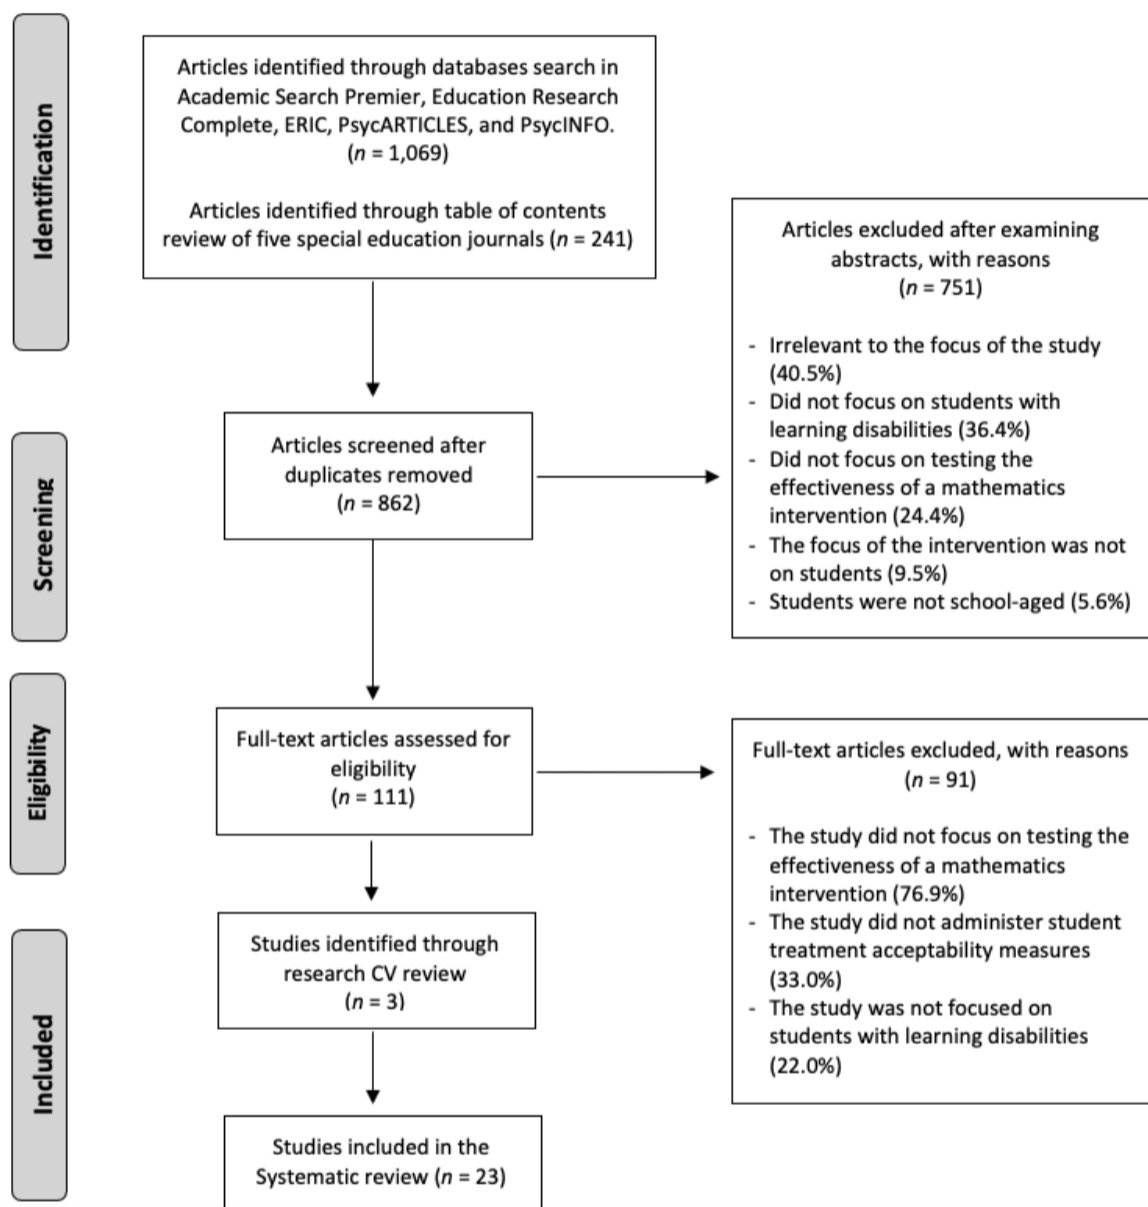 Identification
Articles identified through databases search in
Academic Search Premier, Education Research
Complete, ERIC, PsycARTICLES, and PsycINFO.
(n = 1,069)
Articles identified through table of contents
review of five special education journals (n = 241)
Articles excluded after examining
abstracts, with reasons
(n = 751)
- Irrelevant to the focus of the study
(40.5%)
- Did not focus on students with
learning disabilities (36.4%)
- Did not focus on testing the
effectiveness of a mathematics
intervention (24.4%)
- The focus of the intervention was not
on students (9.5%)
- Students were not school-aged (5.6%)
Screening
Articles screened after
duplicates removed
(n = 862)
Eligibility
Full-text articles assessed for
eligibility
(n = 111)
Full-text articles excluded, with reasons
(n = 91)
- The study did not focus on testing the
effectiveness of a mathematics
intervention (76.9%)
- The study did not administer student
treatment acceptability measures
(33.0%)
- The study was not focused on
students with learning disabilities
(22.0%)
Included
Studies identified through
research CV review
(n = 3)
Studies included in the
Systematic review (n = 23)